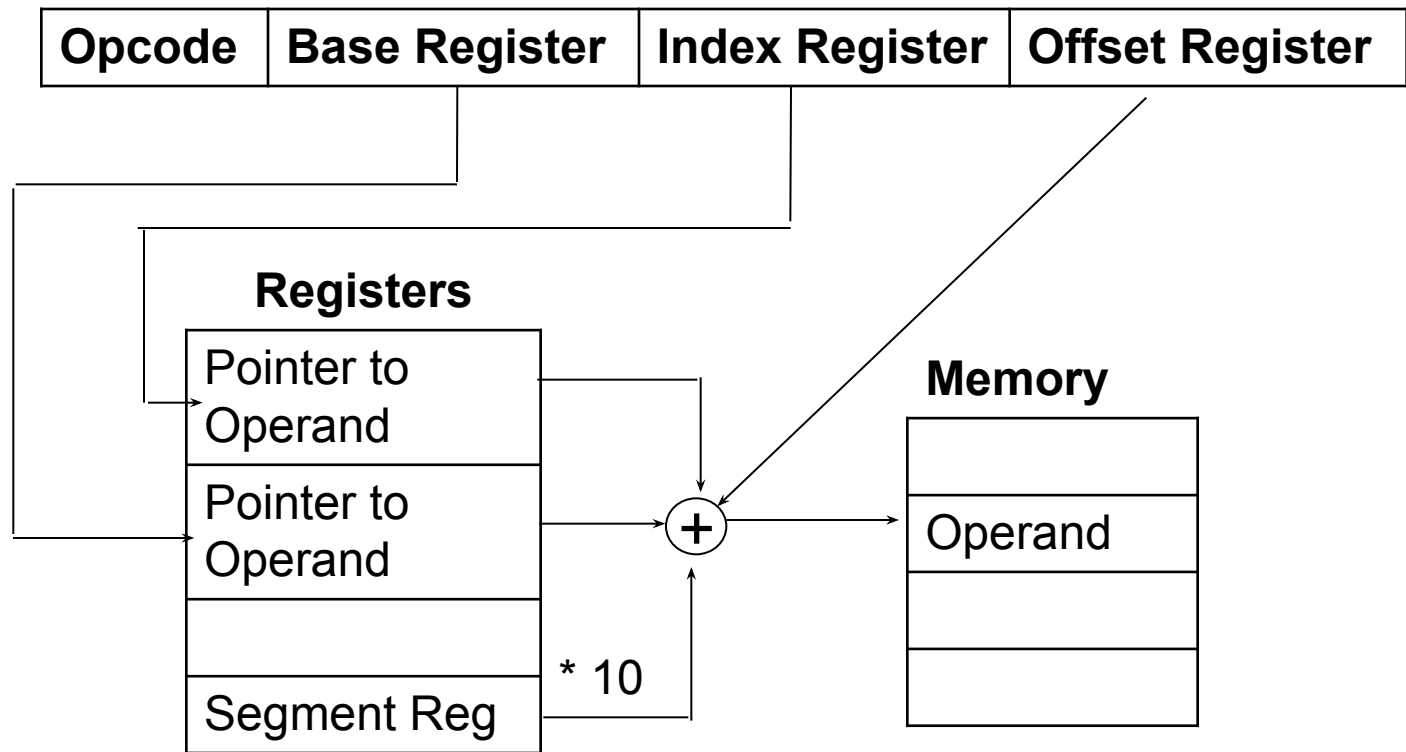 Opcode Base Register Index Register Offset Register
Registers
Pointer to
Operand
Memory
Pointer to
Operand
+
Operand
* 10
Segment Reg